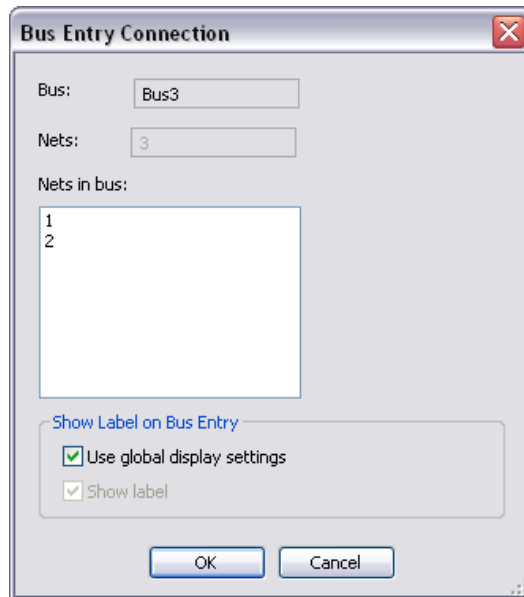 Bus Entry Connection
Bus: Bus3
Nets: 3
Nets in bus:
1
2
Show Label on Bus Entry
Use global display settings
Show label
OK Cancel